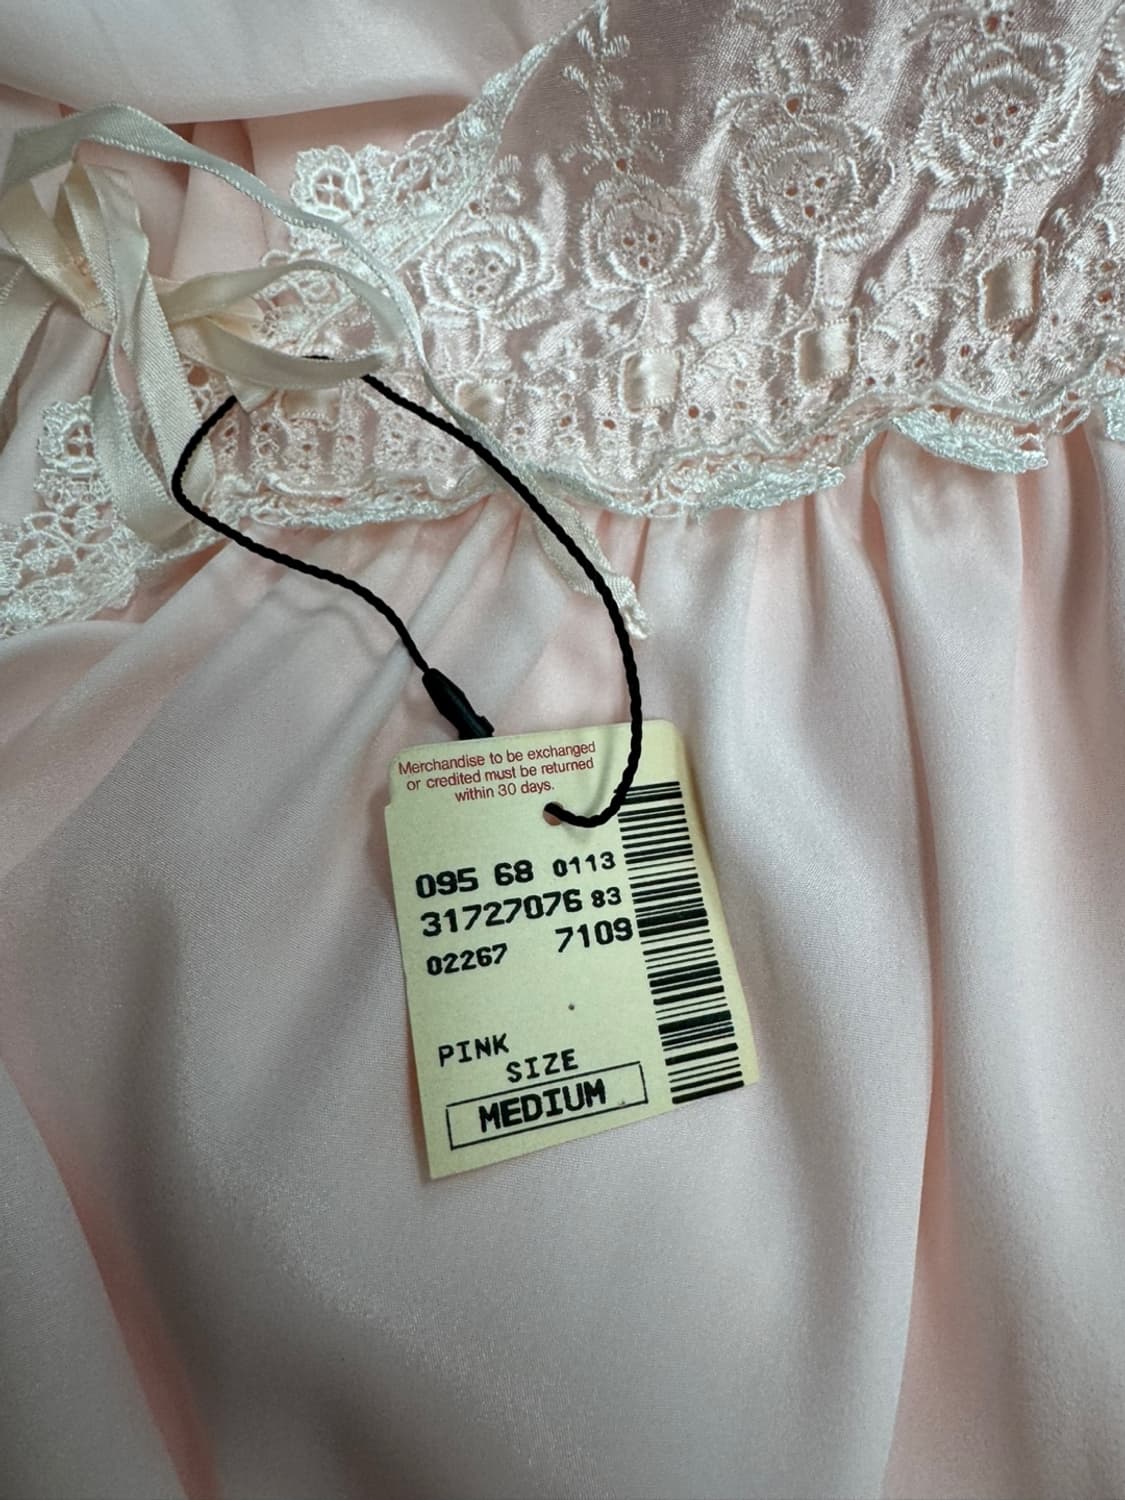 Merchandise to be exchanged
or credited must be returned
within 30 days.
095 68 0113
31727076 83
02267 7109
PINK
SIZE
MEDIUM